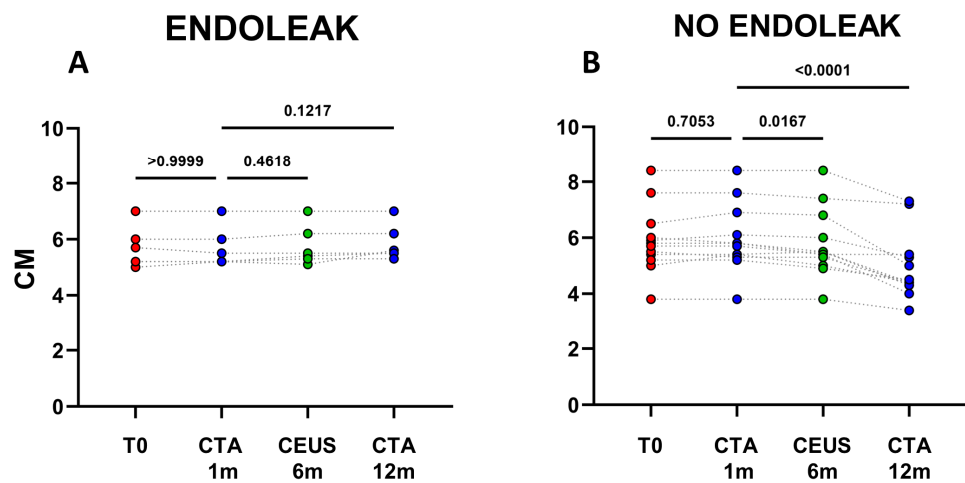 ENDOLEAK
A
0.1217
>0.9999
0.4618
10
8
6
4
2
0
CM
T0
CTA
1m
CEUS
6m
CTA
12m
NO ENDOLEAK
B
<0.0001
0.7053
0.0167
10
8
6
4
2
0
T0
CTA
1m
CEUS
6m
CTA
12m